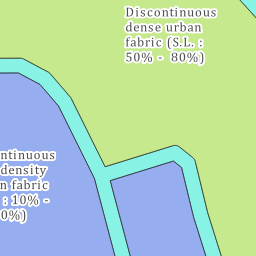 Discontinuous
dense urban
fabric (S.L. :
50% - 80%)
ntinuous
density
n fabric
: 10% -
0%)